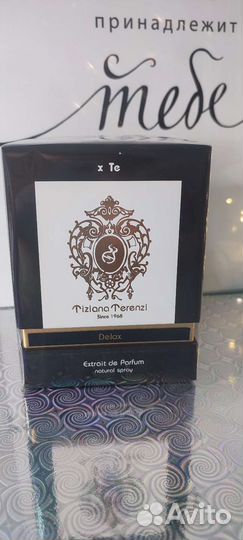 принадлежит
тебе
x Te
Tiziana Terenzi
Since 1968
Delox
Extrait de Parfum
natural spray
Avito